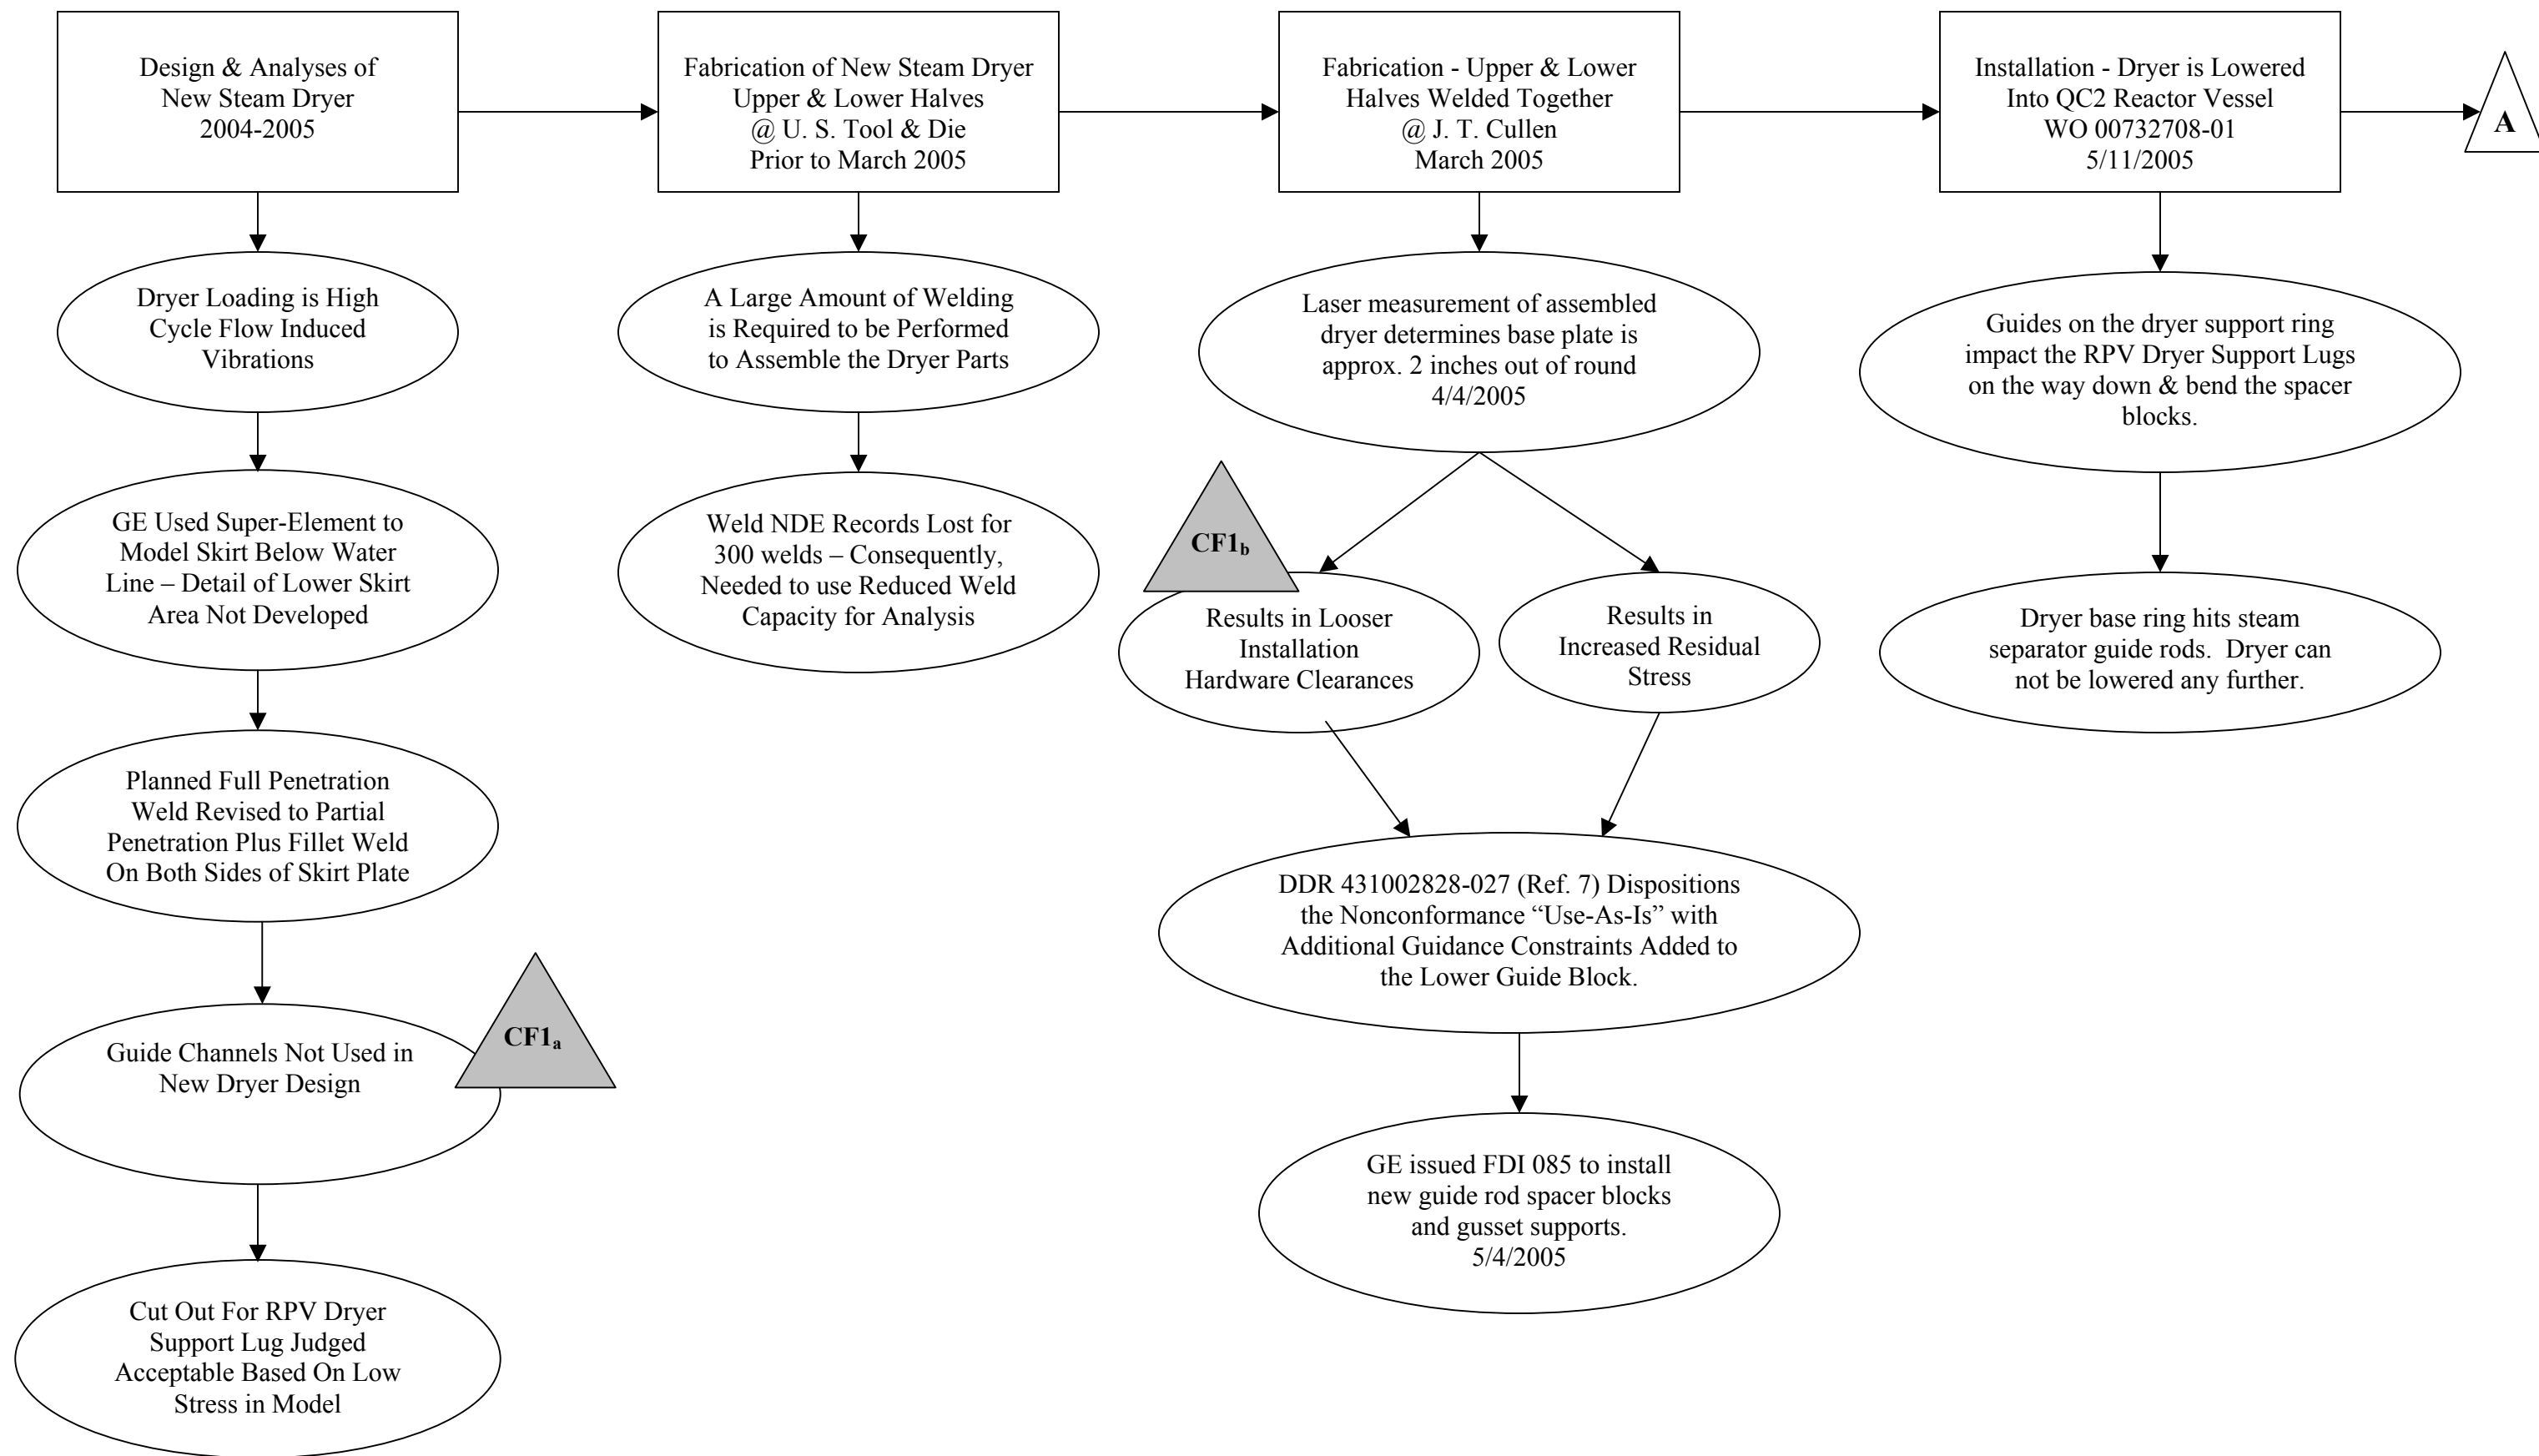 Design & Analyses of
New Steam Dryer
2004-2005
Fabrication of New Steam Dryer
Upper & Lower Halves
@ U. S. Tool & Die
Prior to March 2005
Fabrication - Upper & Lower
Halves Welded Together
@ J. T. Cullen
March 2005
Installation - Dryer is Lowered
Into QC2 Reactor Vessel
WO 00732708-01
5/11/2005
A
Dryer Loading is High
Cycle Flow Induced
Vibrations
GE Used Super-Element to
Model Skirt Below Water
Line – Detail of Lower Skirt
Area Not Developed
Planned Full Penetration
Weld Revised to Partial
Penetration Plus Fillet Weld
On Both Sides of Skirt Plate
CF1a
Guide Channels Not Used in
New Dryer Design
Cut Out For RPV Dryer
Support Lug Judged
Acceptable Based On Low
Stress in Model
A Large Amount of Welding
is Required to be Performed
to Assemble the Dryer Parts
Weld NDE Records Lost for
300 welds – Consequently,
Needed to use Reduced Weld
Capacity for Analysis
Laser measurement of assembled
dryer determines base plate is
approx. 2 inches out of round
4/4/2005
CF1b
Results in Looser
Installation
Hardware Clearances
Results in
Increased Residual
Stress
DDR 431002828-027 (Ref. 7) Dispositions
the Nonconformance “Use-As-Is” with
Additional Guidance Constraints Added to
the Lower Guide Block.
GE issued FDI 085 to install
new guide rod spacer blocks
and gusset supports.
5/4/2005
Guides on the dryer support ring
impact the RPV Dryer Support Lugs
on the way down & bend the spacer
blocks.
Dryer base ring hits steam
separator guide rods.  Dryer can
not be lowered any further.